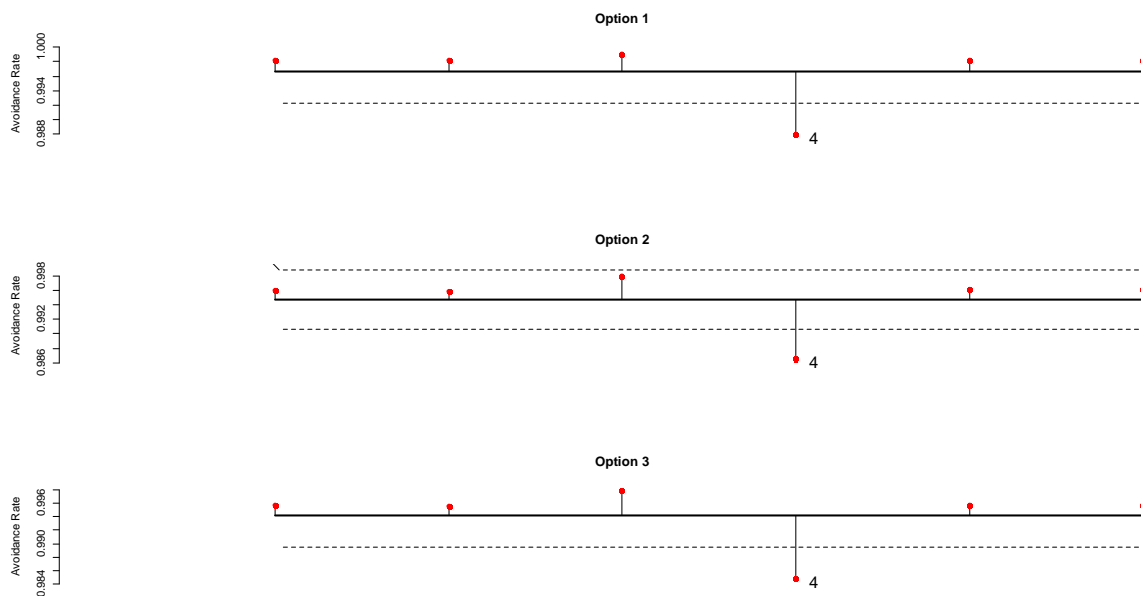 Option 1
Avoidance Rate
1.000
0.994
0.988
4
Option 2
Avoidance Rate
0.998
0.992
0.986
4
Option 3
Avoidance Rate
0.996
0.990
0.984
4